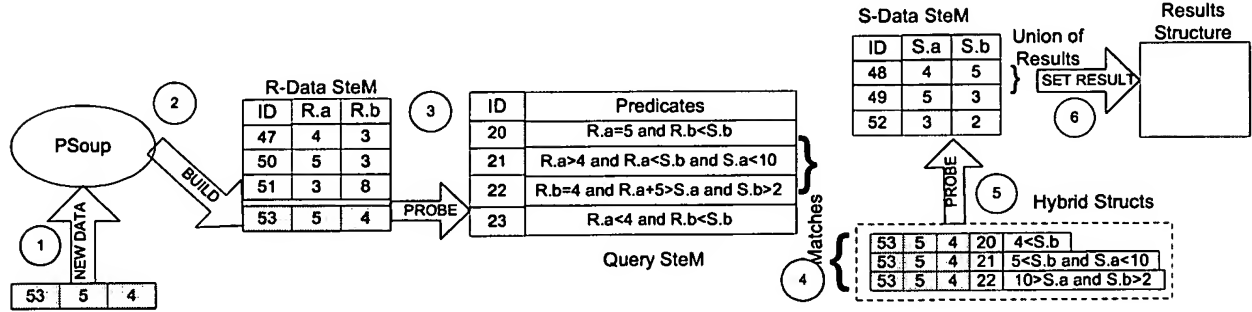 1
NEW DATA
53 5 4
PSoup
2
BUILD
R-Data SteM
ID R.a R.b
47 4 3
50 5 3
51 3 8
53 5 4
3
PROBE
ID Predicates
20 R.a=5 and R.b<S.b
21 R.a>4 and R.a<S.b and S.a<10
22 R.b=4 and R.a+5>S.a and S.b>2
23 R.a<4 and R.b<S.b
Query SteM
Matches
4
Hybrid Structs
53 5 4 20 4<S.b
53 5 4 21 5<S.b and S.a<10
53 5 4 22 10>S.a and S.b>2
PROBE
5
S-Data SteM
ID S.a S.b
48 4 5
49 5 3
52 3 2
Union of
Results
SET RESULT
6
Results
Structure